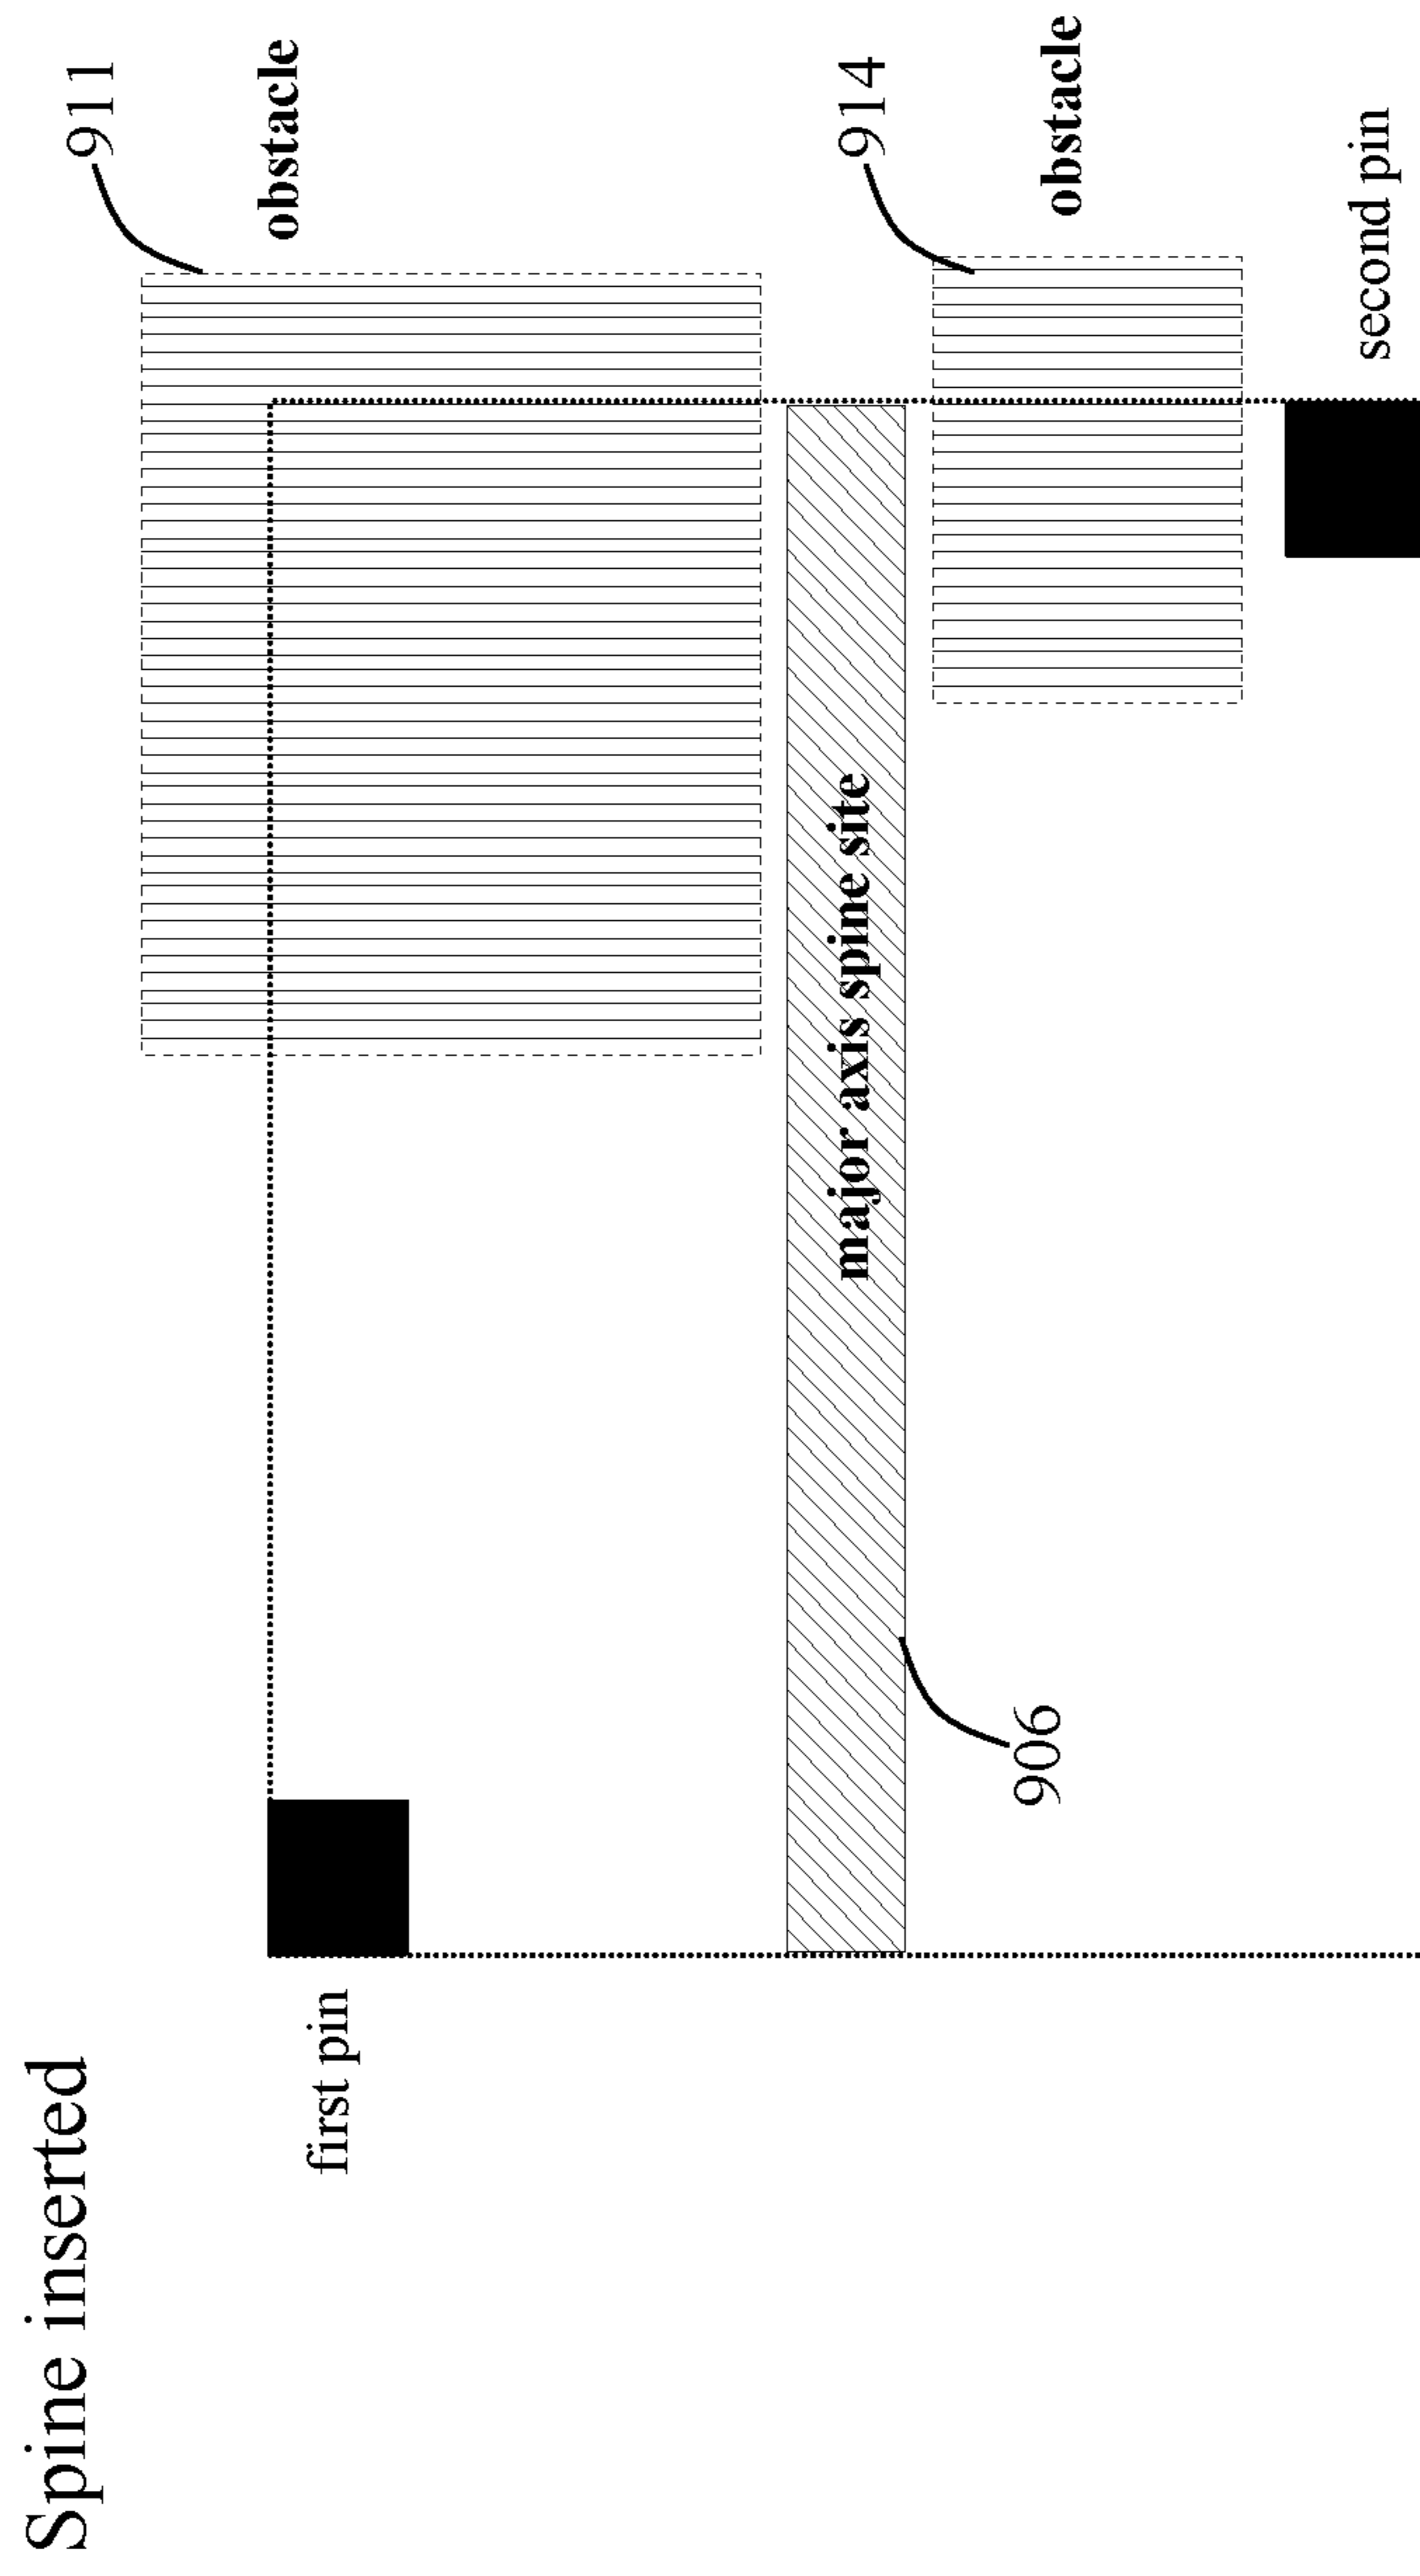 Spine inserted
911
obstacle
first pin
major axis spine site
914
obstacle
906
second pin